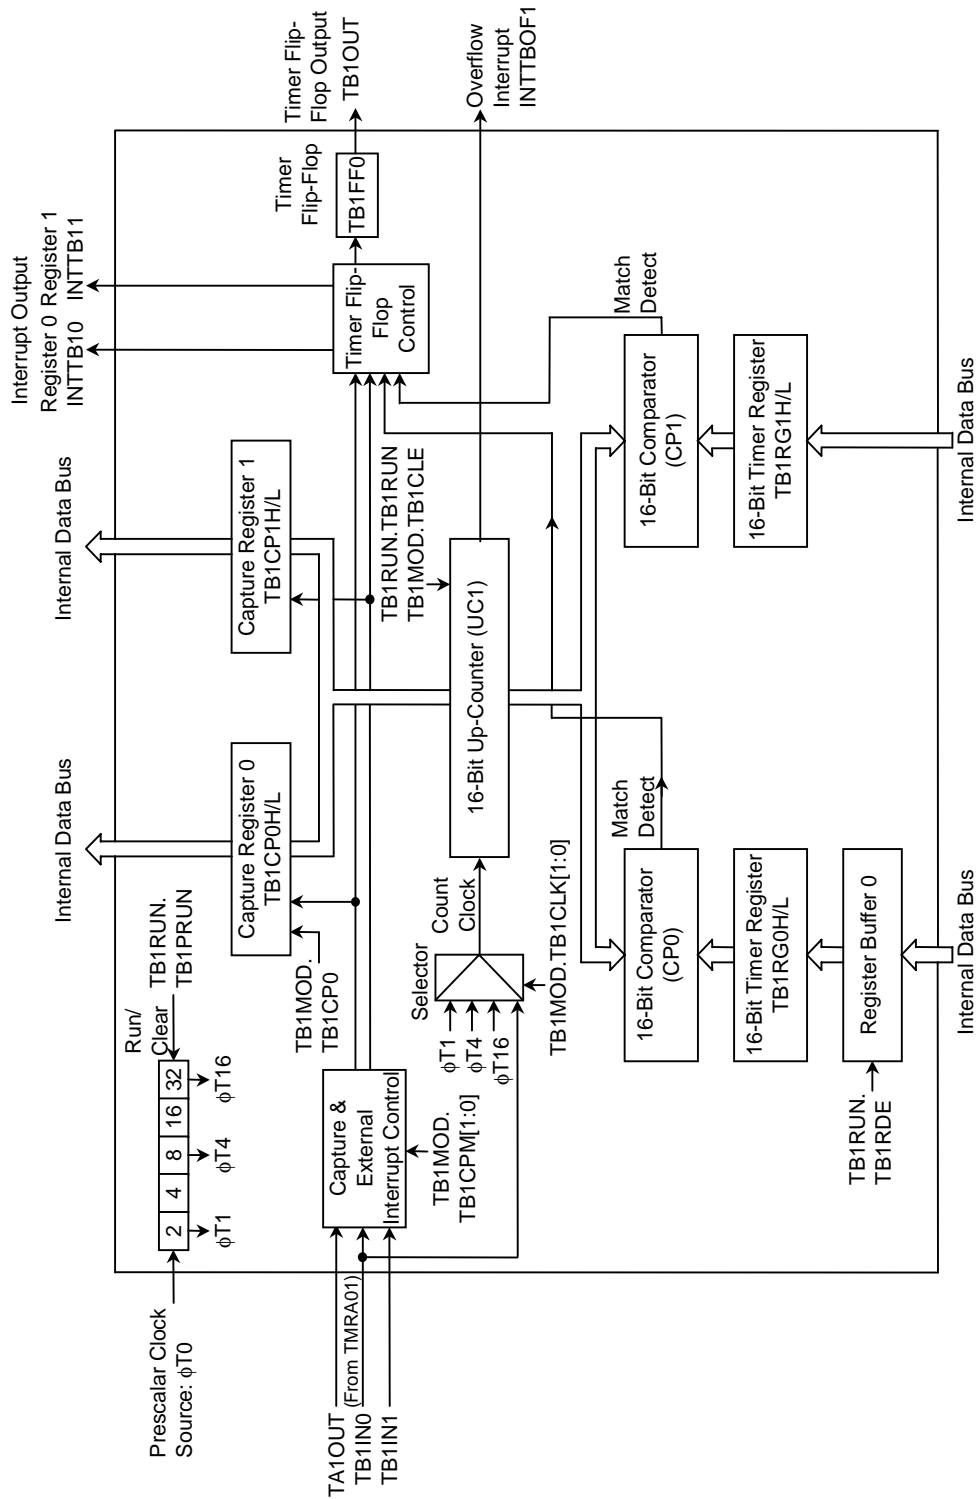 Prescalar Clock
Source: ϕT0
2
4
8
16
32
Run/
Clear
TB1RUN.
TB1PRUN
ϕT1
ϕT4
ϕT16
Internal Data Bus
Internal Data Bus
Interrupt Output
Register 0 Register 1
INTTB10 INTTB11
Capture Register 0
TB1CP0H/L
Capture Register 1
TB1CP1H/L
TB1MOD.
TB1CP0
TA1OUT
(From TMRA01)
TB1IN0
TB1IN1
Capture &
External
Interrupt Control
TB1MOD.
TB1CPM[1:0]
Timer Flip-
Flop
Control
Timer
Flip-Flop
TB1FF0
Timer Flip-
Flop Output
TB1OUT
TB1RUN.TB1RUN
TB1MOD.TB1CLE
Selector
ϕT1
ϕT4
ϕT16
Count
Clock
TB1MOD.TB1CLK[1:0]
16-Bit Up-Counter (UC1)
Overflow
Interrupt
INTTBOF1
Match
Detect
Match
Detect
16-Bit Comparator
(CP0)
16-Bit Comparator
(CP1)
16-Bit Timer Register
TB1RG0H/L
16-Bit Timer Register
TB1RG1H/L
TB1RUN.
TB1RDE
Register Buffer 0
Internal Data Bus
Internal Data Bus